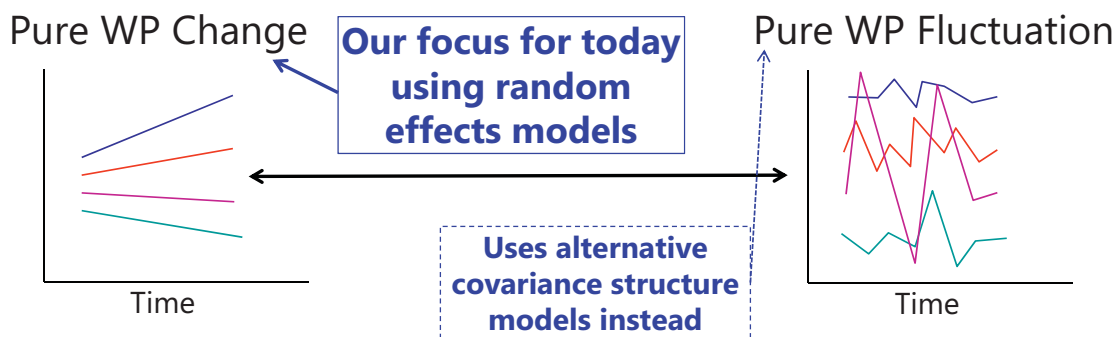 Pure WP Change
Our focus for today
using random
effects models
Pure WP Fluctuation
Uses alternative
covariance structure
models instead
Time
Time